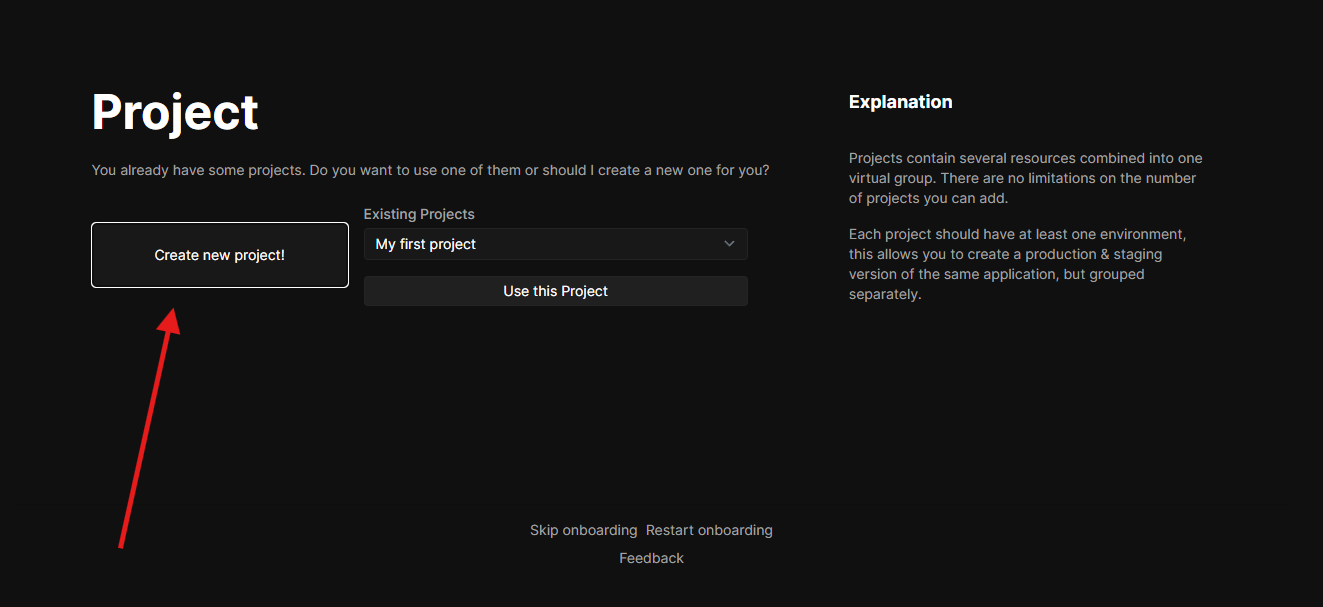 Project
You already have some projects. Do you want to use one of them or should I create a new one for you?
Create new project!
Existing Projects
My first project
Use this Project
Explanation
Projects contain several resources combined into one
virtual group. There are no limitations on the number
of projects you can add.
Each project should have at least one environment,
this allows you to create a production & staging
version of the same application, but grouped
separately.
Skip onboarding Restart onboarding
Feedback